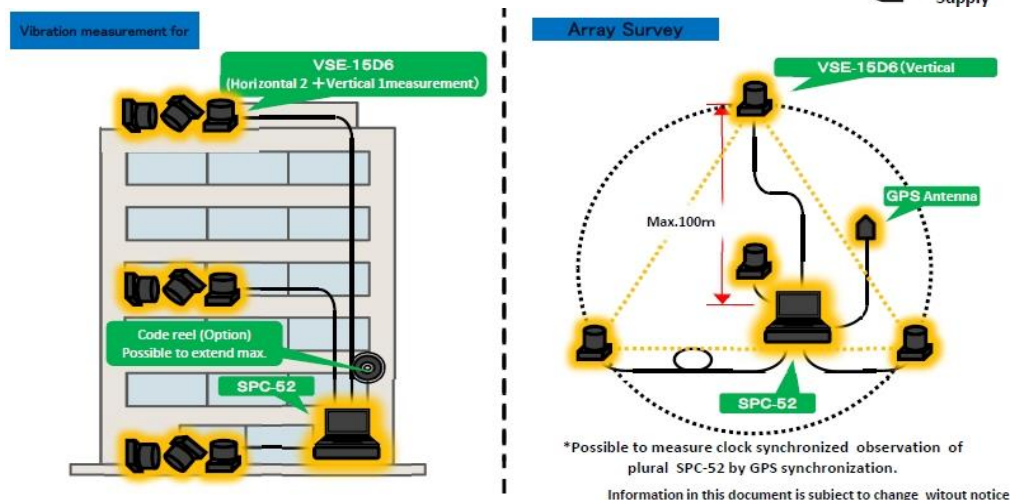 Supply
Vibration measurement for
VSE-15D6
(Horizontal 2 +Vertical 1measurement)
Code reel (Option)
Possible to extend max.
SPC-52
Array Survey
VSE-15D6(Vertical
GPS Antenna
Max.100m
SPC-52
*Possible to measure clock synchronized observation of
plural SPC-52 by GPS synchronization.
Information in this document is subject to change witout notice